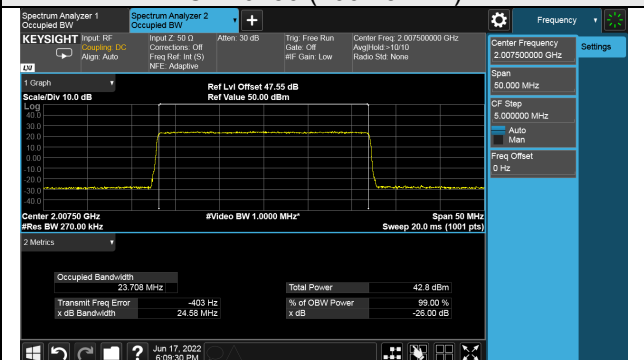 Spectrum Analyzer 1
Occupied BW
Spectrum Analyzer 2
Occupied BW
Frequency
KEYSIGHT
Input: RF
Coupling: DC
Align: Auto
Input Z: 50 Ω
Corrections: Off
Freq Ref: Int (S)
NFE: Adaptive
Atten: 30 dB
Trig: Free Run
Gate: Off
#IF Gain: Low
Center Freq: 2.007500000 GHz
Avg|Hold:>10/10
Radio Std: None
LXI
Center Frequency
2.007500000 GHz
Settings
Span
50.000 MHz
CF Step
5.000000 MHz
Auto
Man
Freq Offset
0 Hz
1 Graph
Scale/Div 10.0 dB
Ref Lvl Offset 47.55 dB
Ref Value 50.00 dBm
Log
40.0
30.0
20.0
10.0
0.00
-10.0
-20.0
-30.0
-40.0
Center 2.00750 GHz
#Res BW 270.00 kHz
#Video BW 1.0000 MHz*
Span 50 MHz
Sweep 20.0 ms (1001 pts)
2 Metrics
Occupied Bandwidth
23.708 MHz
Total Power
42.8 dBm
Transmit Freq Error
-403 Hz
% of OBW Power
99.00 %
x dB Bandwidth
24.58 MHz
x dB
-26.00 dB
?
Jun 17, 2022
6:09:30 PM